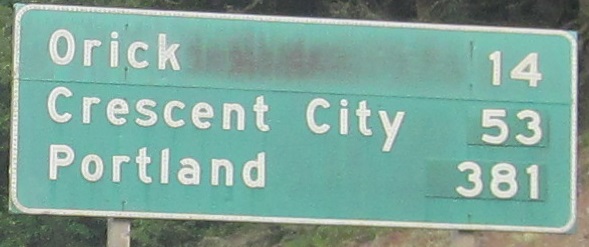 Orick 14
Crescent City 53
Portland 381